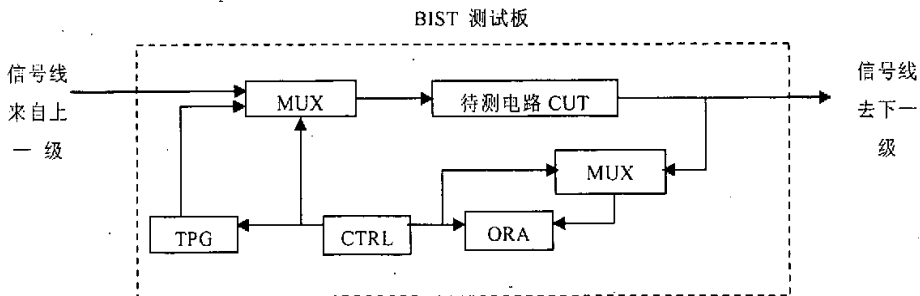 BIST 测试板
信号线
来自上
一 级
MUX
待测电路 CUT
信号线
去下一
级
MUX
TPG
CTRL
ORA